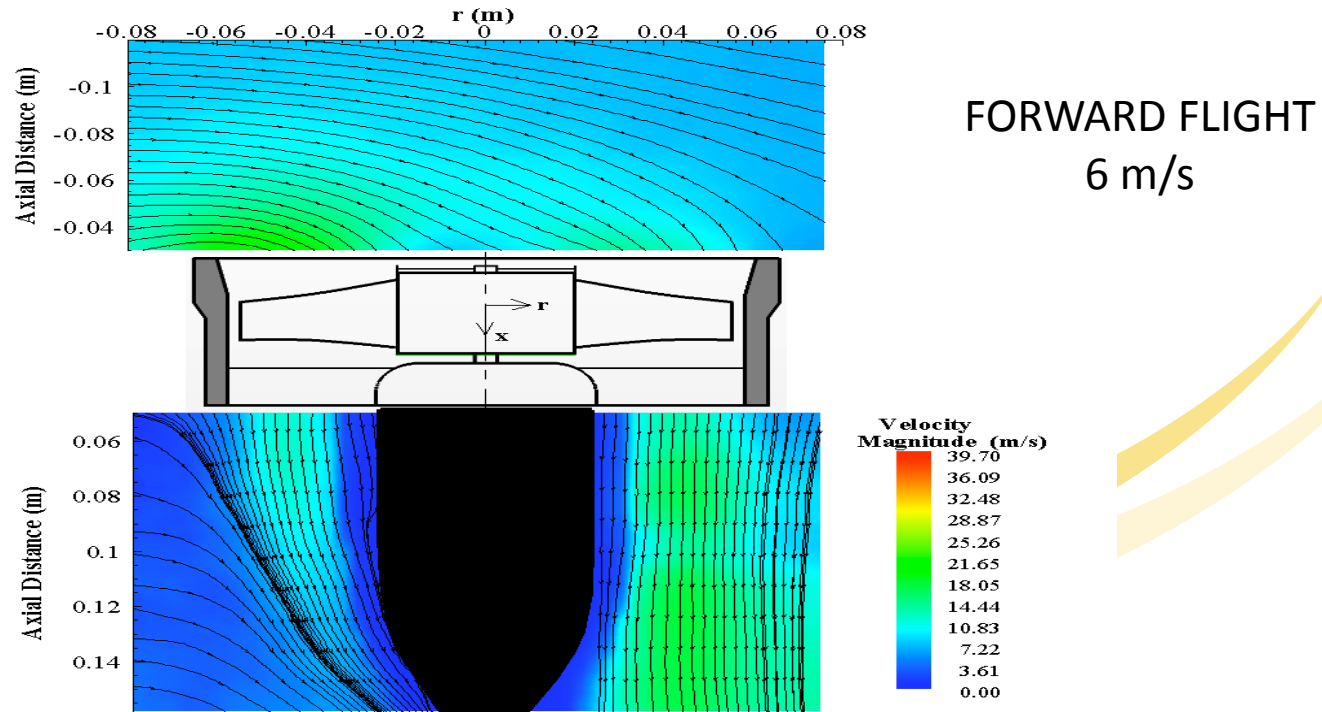 r (m)
-0.08 -0.06 -0.04 -0.02 0 0.02 0.04 0.06 0.08
Axial Distance (m)
-0.1
-0.08
-0.06
-0.04
FORWARD FLIGHT
6 m/s
r
x
Axial Distance (m)
0.06
0.08
0.1
0.12
0.14
Velocity
Magnitude (m/s)
39.70
36.09
32.48
28.87
25.26
21.65
18.05
14.44
10.83
7.22
3.61
0.00